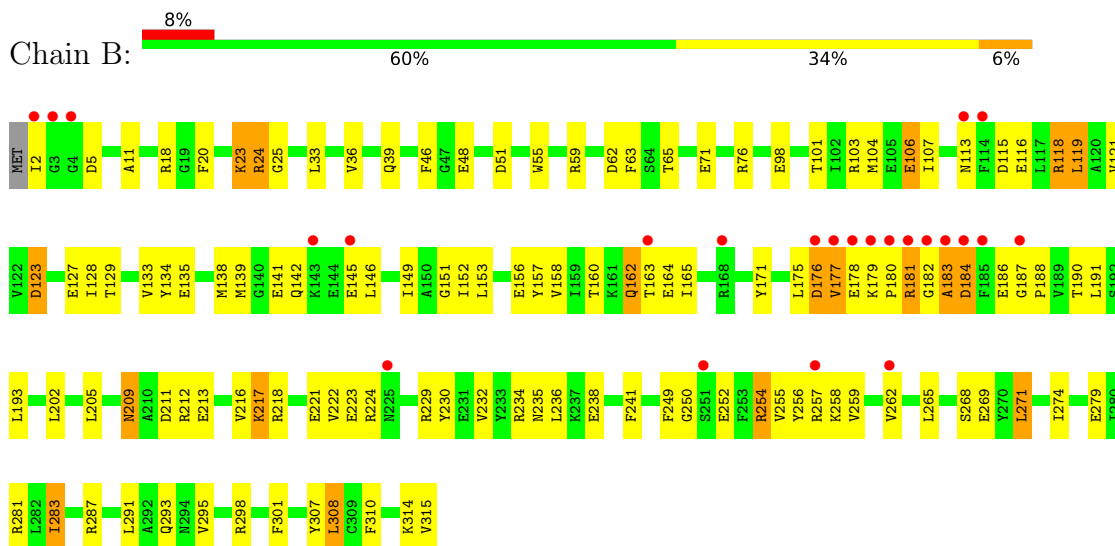 8%
Chain B:
60% 34% 6%
MET I2 G3 G4 D5 A11 R18 G19 F20 K23 R24 G25 L33 V36 Q39 F46 G47 E48 D51 W55 R59 D62 F63 S64 T65 E71 R76 E98 T101 I102 R103 M104 E105 E106 I107 N113 F114 D115 E116 L117 R118 L119 A120
V122 D123 E127 I128 T129 V133 Y134 E135 M138 M139 G140 E141 Q142 K143 E144 E145 L146 I149 A150 G151 I152 L153 E156 Y157 V158 I159 T160 K161 Q162 T163 E164 I165 R168 Y171 L175 D176 V177 E178 K179 P180 R181 G182 A183 D184 F185 E186 G187 P188 V189 T190 L191
L193 L202 L205 N209 A210 D211 R212 E213 V216 K217 R218 E221 V222 E223 R224 N225 R229 Y230 E231 V232 Y233 R234 N235 L236 K237 E238 F241 F249 G250 S251 E252 F253 R254 V255 Y256 R257 K258 V259 V262 L265 S268 E269 Y270 L271 I274 E279
R281 L282 I283 R287 L291 A292 Q293 N294 V295 R298 F301 Y307 L308 C309 F310 K314 V315